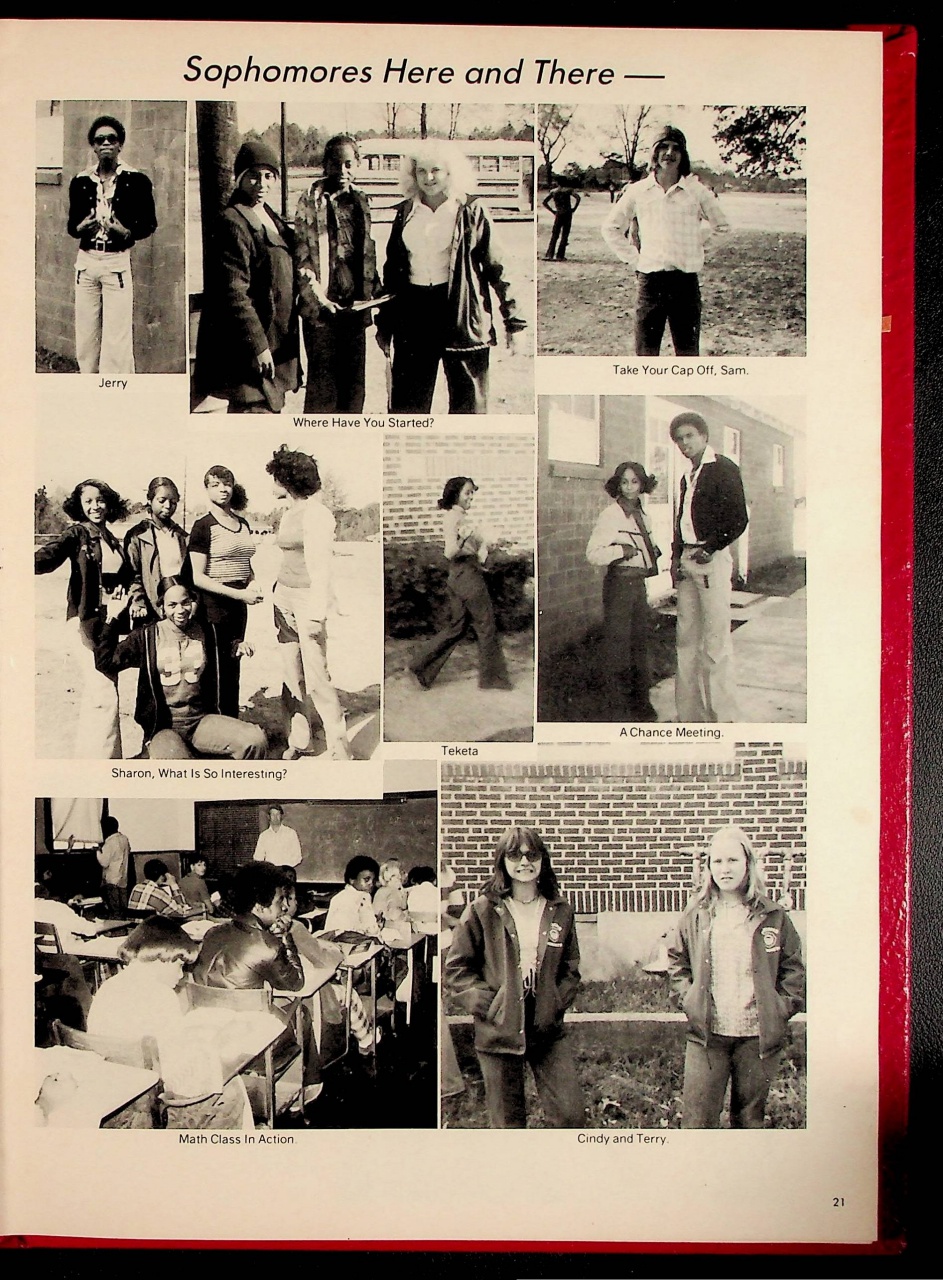 Sophomores Here and There —
Jerry
Where Have You Started?
Take Your Cap Off, Sam.
Sharon, What Is So Interesting?
Teketa
A Chance Meeting.
Math Class In Action.
Cindy and Terry.
21